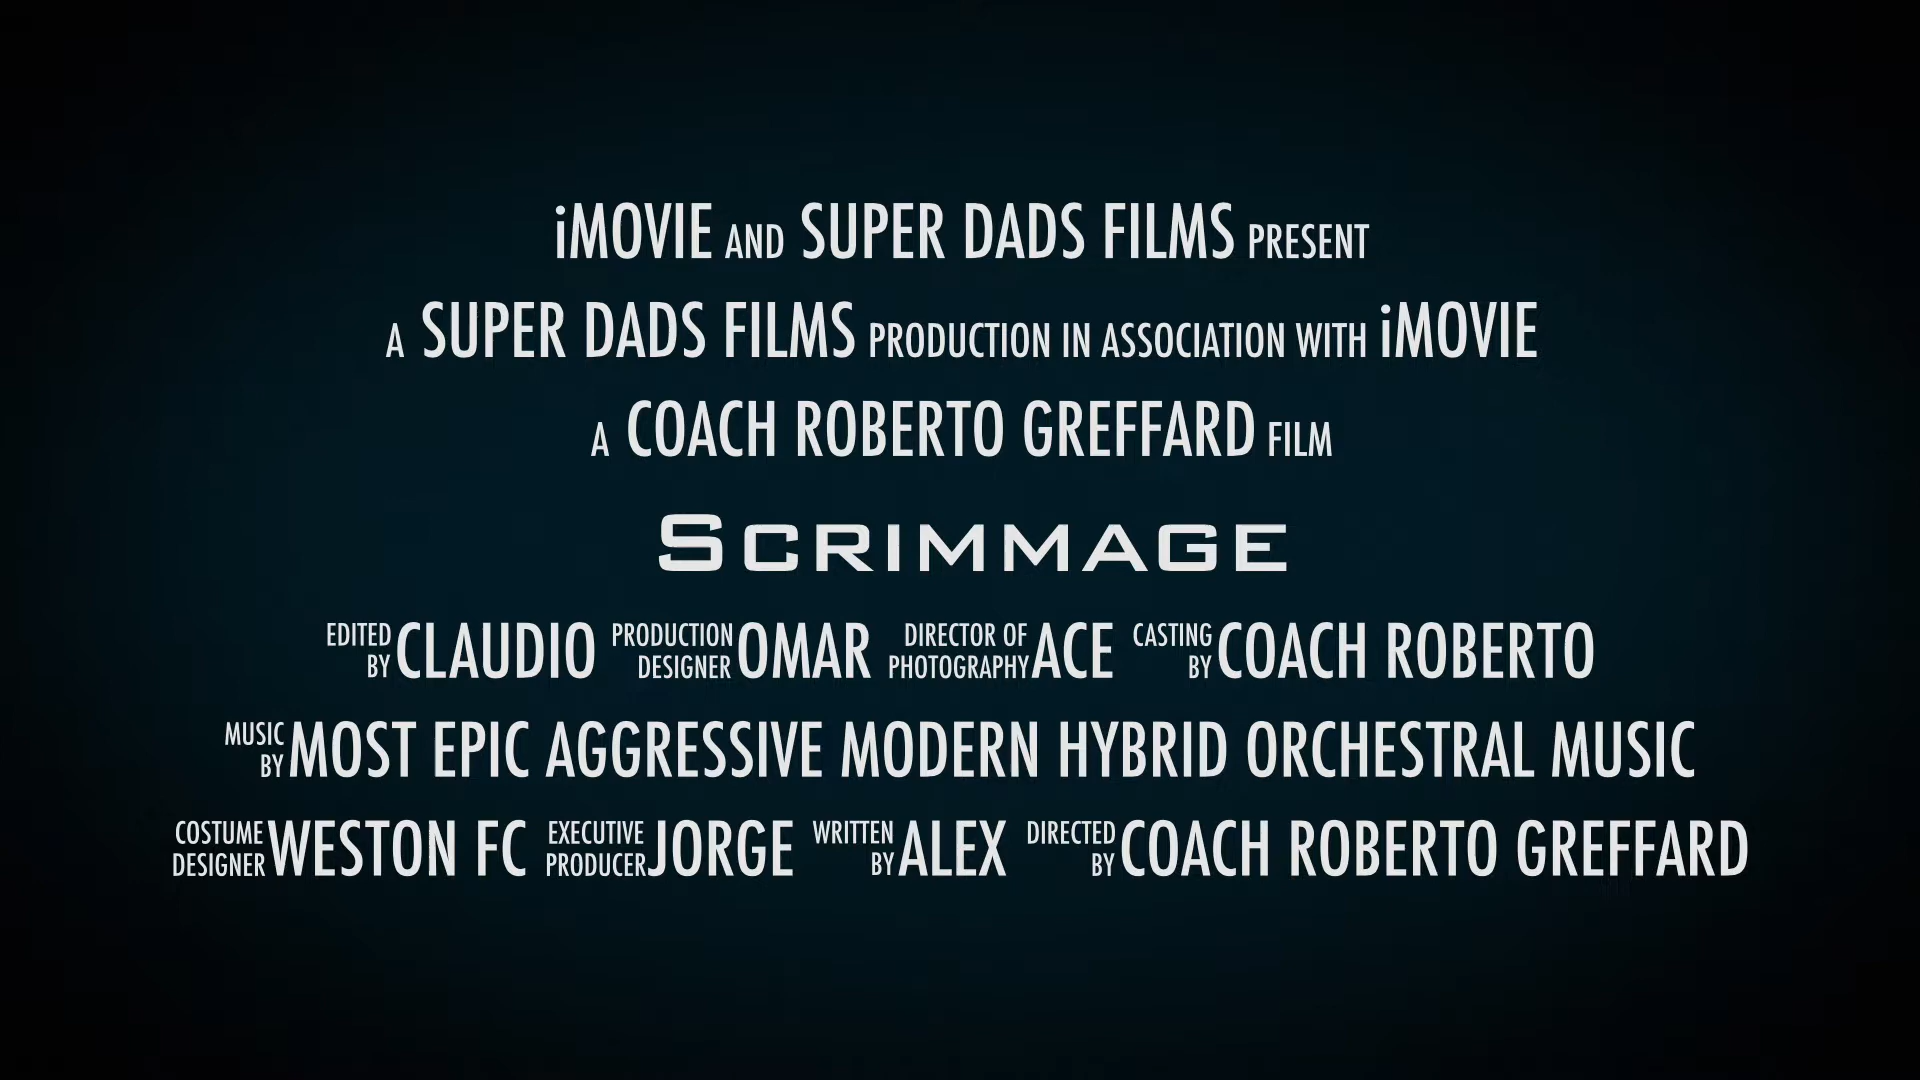 iMOVIE AND SUPER DADS FILMS PRESENT
A SUPER DADS FILMS PRODUCTION IN ASSOCIATION WITH iMOVIE
A COACH ROBERTO GREFFARD FILM
SCRIMMAGE
EDITED BY CLAUDIO PRODUCTION DESIGNER OMAR DIRECTOR OF PHOTOGRAPHY ACE CASTING BY COACH ROBERTO
MUSIC BY MOST EPIC AGGRESSIVE MODERN HYBRID ORCHESTRAL MUSIC
COSTUME DESIGNER WESTON FC EXECUTIVE PRODUCER JORGE WRITTEN BY ALEX DIRECTED BY COACH ROBERTO GREFFARD